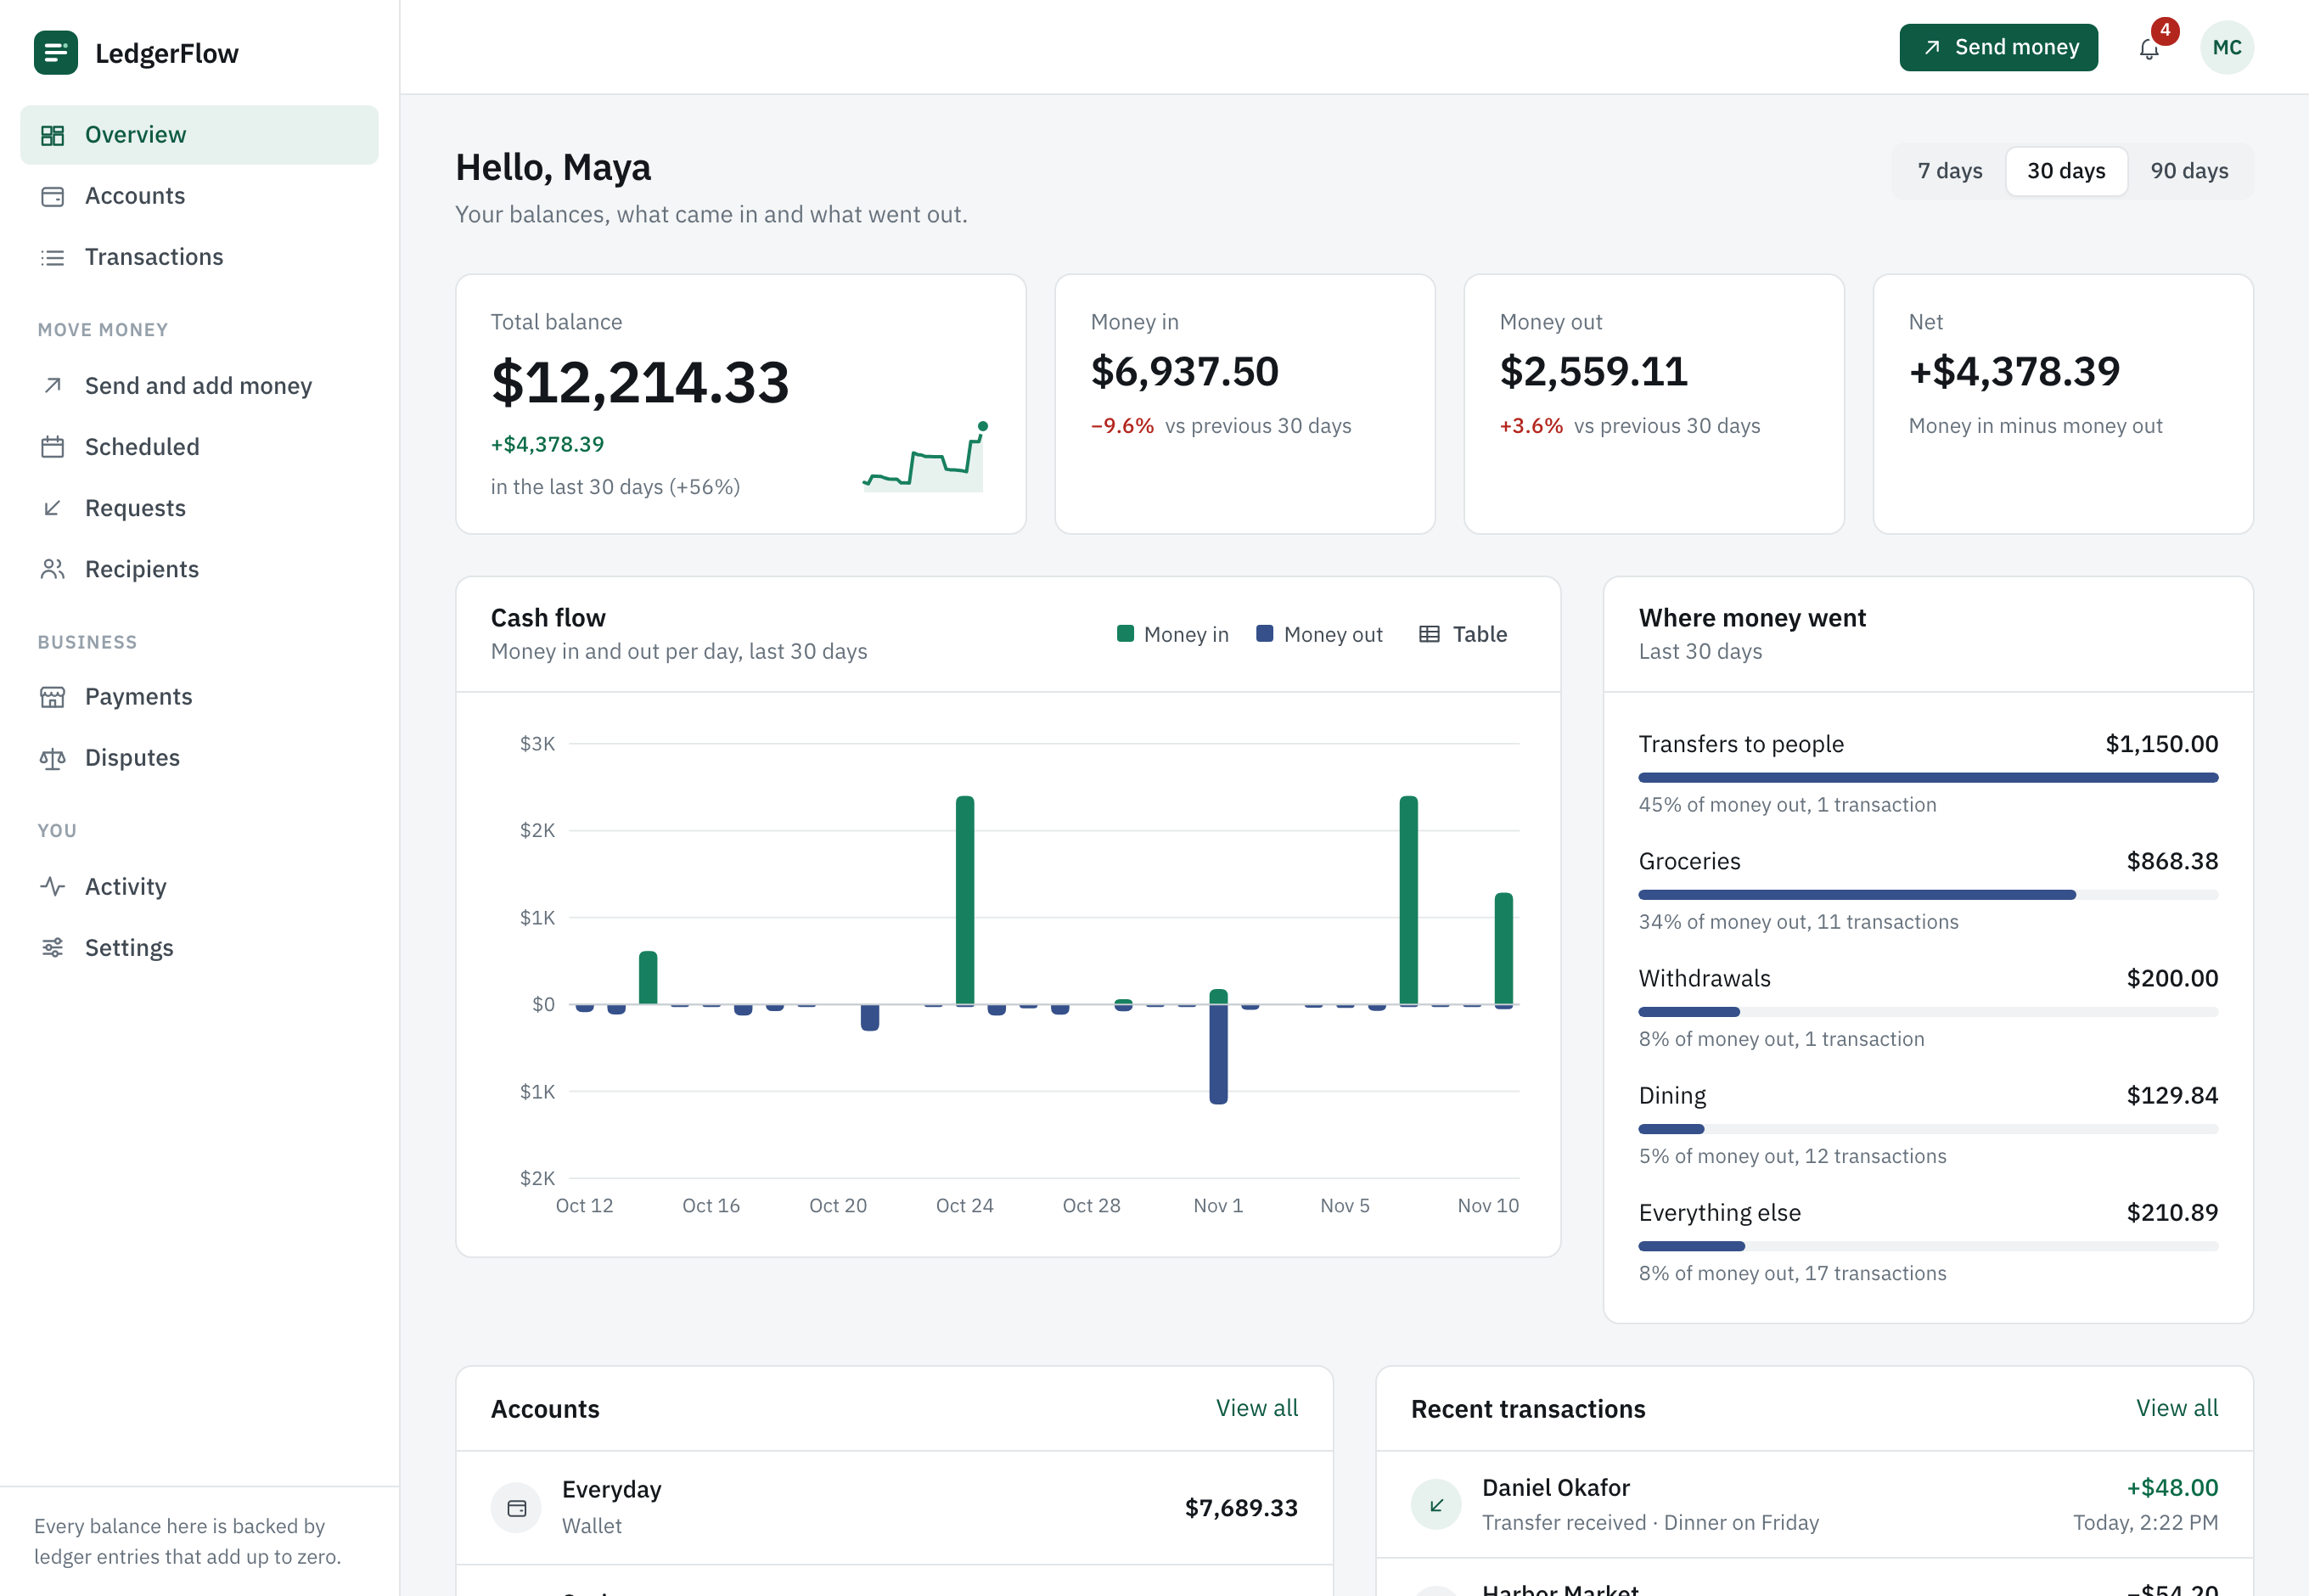 LedgerFlow
Overview
Accounts
Transactions
MOVE MONEY
Send and add money
Scheduled
Requests
Recipients
BUSINESS
Payments
Disputes
YOU
Activity
Settings
Every balance here is backed by
ledger entries that add up to zero.
Send money
4
MC
Hello, Maya
Your balances, what came in and what went out.
7 days
30 days
90 days
Total balance
$12,214.33
+$4,378.39
in the last 30 days (+56%)
Money in
$6,937.50
−9.6% vs previous 30 days
Money out
$2,559.11
+3.6% vs previous 30 days
Net
+$4,378.39
Money in minus money out
Cash flow
Money in and out per day, last 30 days
Money in
Money out
Table
$3K
$2K
$1K
$0
$1K
$2K
Oct 12
Oct 16
Oct 20
Oct 24
Oct 28
Nov 1
Nov 5
Nov 10
Where money went
Last 30 days
Transfers to people $1,150.00
45% of money out, 1 transaction
Groceries $868.38
34% of money out, 11 transactions
Withdrawals $200.00
8% of money out, 1 transaction
Dining $129.84
5% of money out, 12 transactions
Everything else $210.89
8% of money out, 17 transactions
Accounts
View all
Everyday
Wallet
$7,689.33
Recent transactions
View all
Daniel Okafor
+$48.00
Transfer received · Dinner on Friday
Today, 2:22 PM
Harbor Market
−$54.20